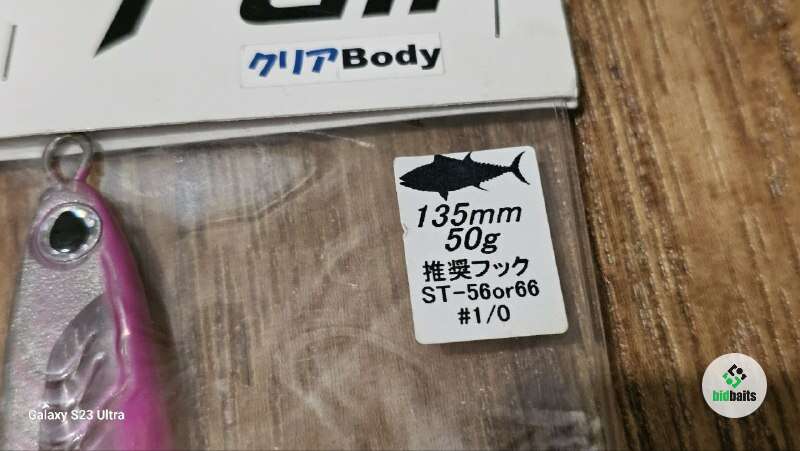 クリアBody
135mm
50g
推奨フック
ST-56or66
#1/0
Galaxy S23 Ultra
bidbaits